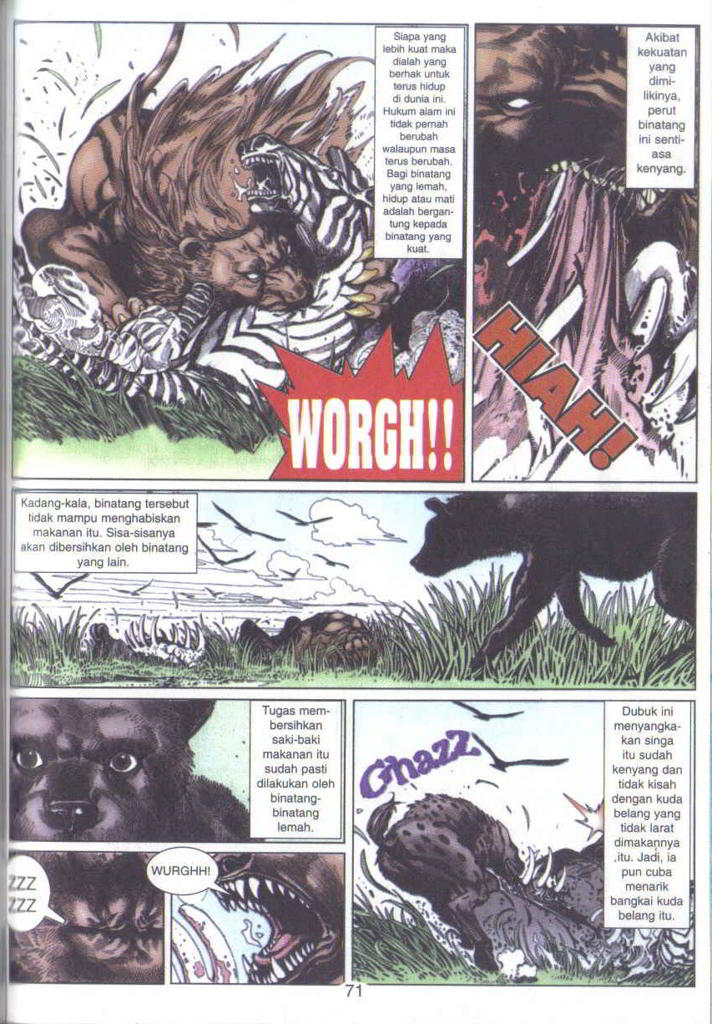 Siapa yang
lebih kuat maka
dialah yang
berhak untuk
terus hidup
di dunia ini.
Hukum alam ini
tidak pernah
berubah
walaupun masa
terus berubah.
Bagi binatang
yang lemah,
hidup atau mati
adalah bergan-
tung kepada
binatang yang
kuat.
WORGH!!
Akibat
kekuatan
yang
dimi-
likinya,
perut
binatang
ini senti-
asa
kenyang.
HIAH!
Kadang-kala, binatang tersebut
tidak mampu menghabiskan
makanan itu. Sisa-sisanya
akan dibersihkan oleh binatang
yang lain.
Tugas mem-
bersihkan
saki-baki
makanan itu
sudah pasti
dilakukan oleh
binatang-
binatang
lemah.
ZZZ
ZZZ
WURGHH!
Ghazz
Dubuk ini
menyangka-
kan singa
itu sudah
kenyang dan
tidak kisah
dengan kuda
belang yang
tidak larat
dimakannya
itu. Jadi, ia
pun cuba
menarik
bangkai kuda
belang itu.
71